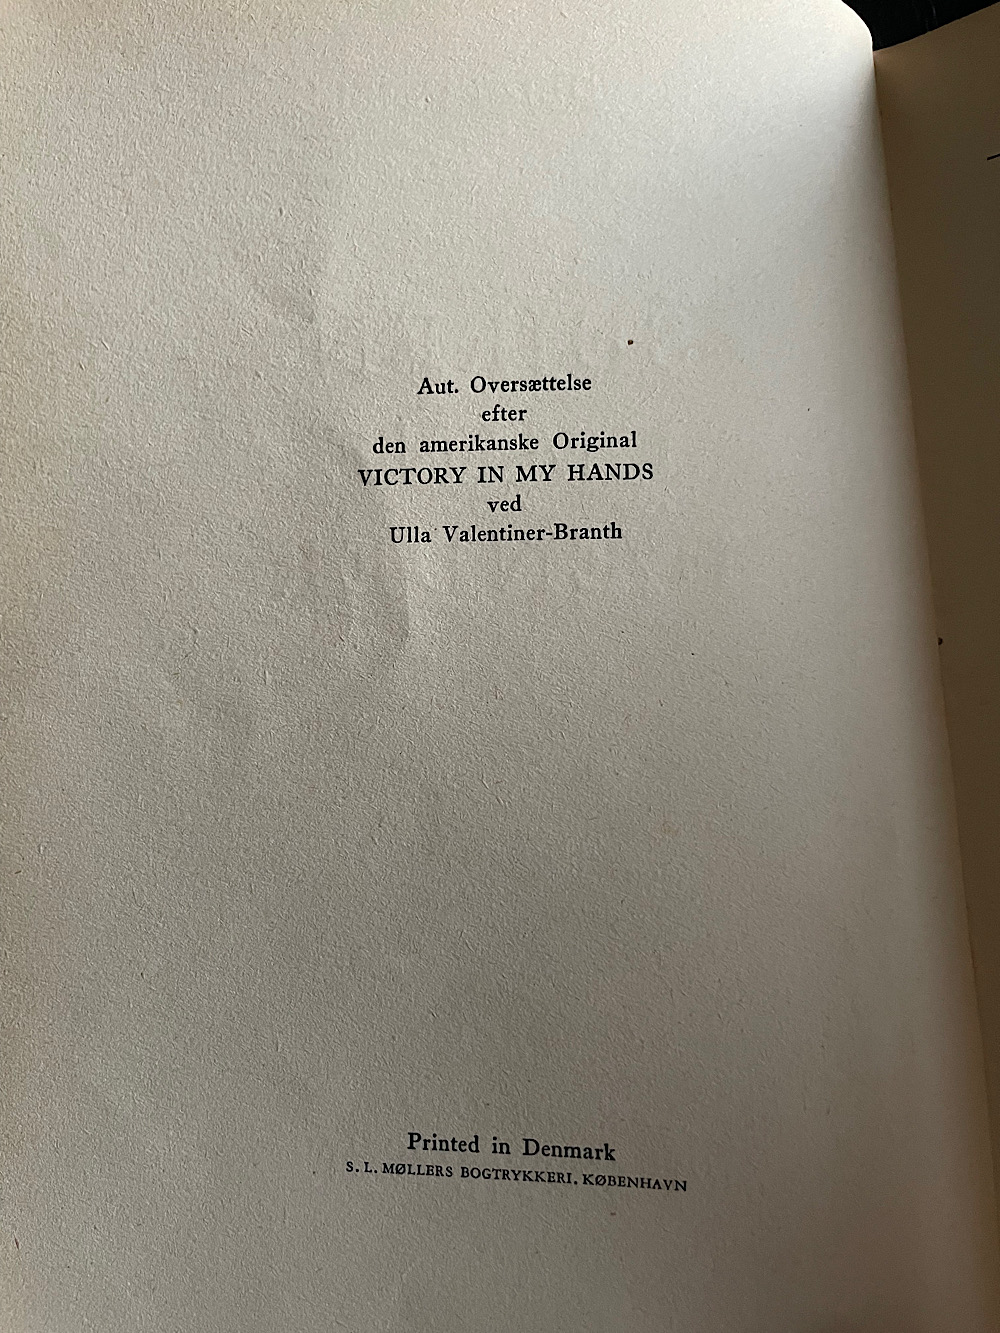 Aut. Oversættelse
efter
den amerikanske Original
VICTORY IN MY HANDS
ved
Ulla Valentiner-Branth
Printed in Denmark
S. L. MØLLERS BOGTRYKKERI, KØBENHAVN